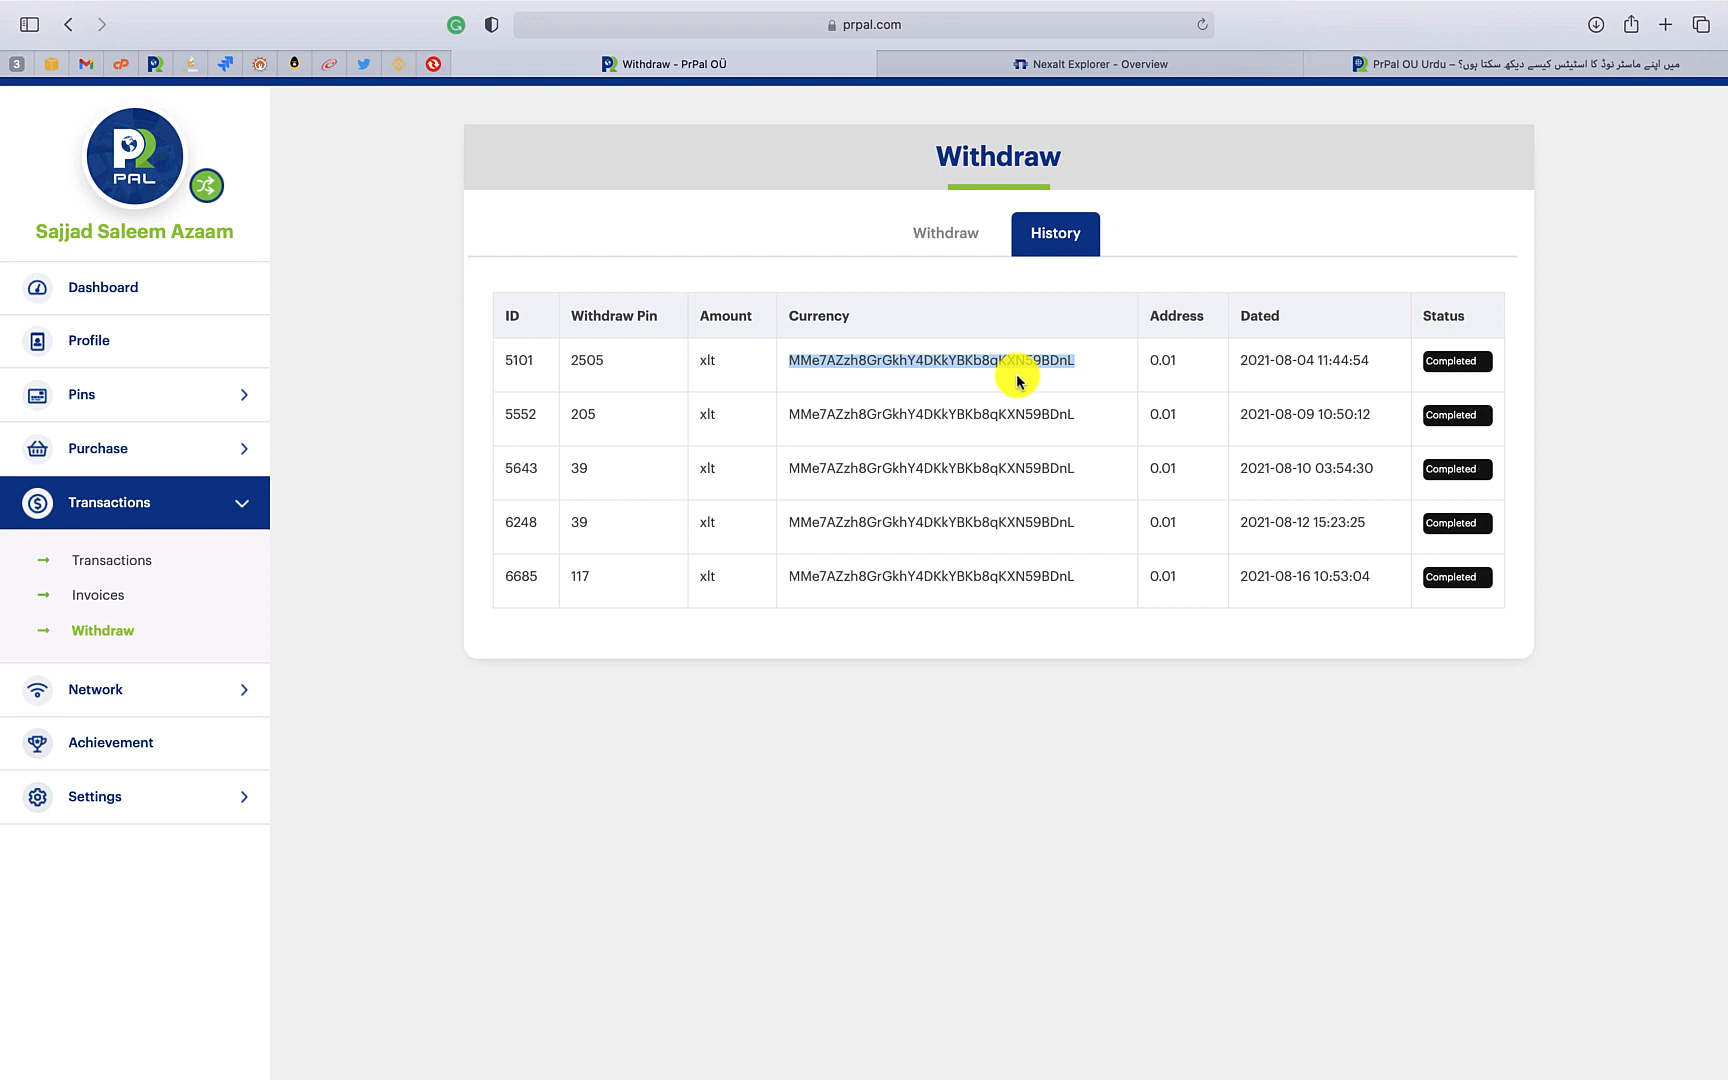 prpal.com
3
Withdraw - PrPal OÜ
Nexalt Explorer - Overview
PrPal OU Urdu – میں اپنے ماسٹر نوڈ کا اسٹیٹس کیسے دیکھ سکتا ہوں؟
PR
PAL
Sajjad Saleem Azaam
Dashboard
Profile
Pins
Purchase
Transactions
Transactions
Invoices
Withdraw
Network
Achievement
Settings
Withdraw
Withdraw History
ID Withdraw Pin Amount Currency Address Dated Status
5101 2505 xlt MMe7AZzh8GrGkhY4DKkYBKb8qKXN59BDnL 0.01 2021-08-04 11:44:54 Completed
5552 205 xlt MMe7AZzh8GrGkhY4DKkYBKb8qKXN59BDnL 0.01 2021-08-09 10:50:12 Completed
5643 39 xlt MMe7AZzh8GrGkhY4DKkYBKb8qKXN59BDnL 0.01 2021-08-10 03:54:30 Completed
6248 39 xlt MMe7AZzh8GrGkhY4DKkYBKb8qKXN59BDnL 0.01 2021-08-12 15:23:25 Completed
6685 117 xlt MMe7AZzh8GrGkhY4DKkYBKb8qKXN59BDnL 0.01 2021-08-16 10:53:04 Completed